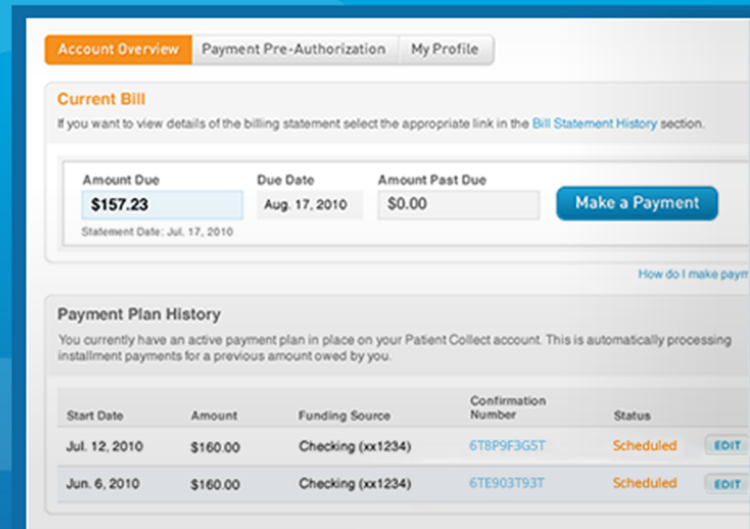 Account Overview Payment Pre-Authorization My Profile
Current Bill
If you want to view details of the billing statement select the appropriate link in the Bill Statement History section.
Amount Due Due Date Amount Past Due
$157.23 Aug. 17, 2010 $0.00 Make a Payment
Statement Date: Jul. 17, 2010
How do I make paym
Payment Plan History
You currently have an active payment plan in place on your Patient Collect account. This is automatically processing
installment payments for a previous amount owed by you.
Start Date Amount Funding Source Confirmation Number Status
Jul. 12, 2010 $160.00 Checking (xx1234) 6T8P9F3G5T Scheduled EDIT
Jun. 6, 2010 $160.00 Checking (xx1234) 6TE903T93T Scheduled EDIT